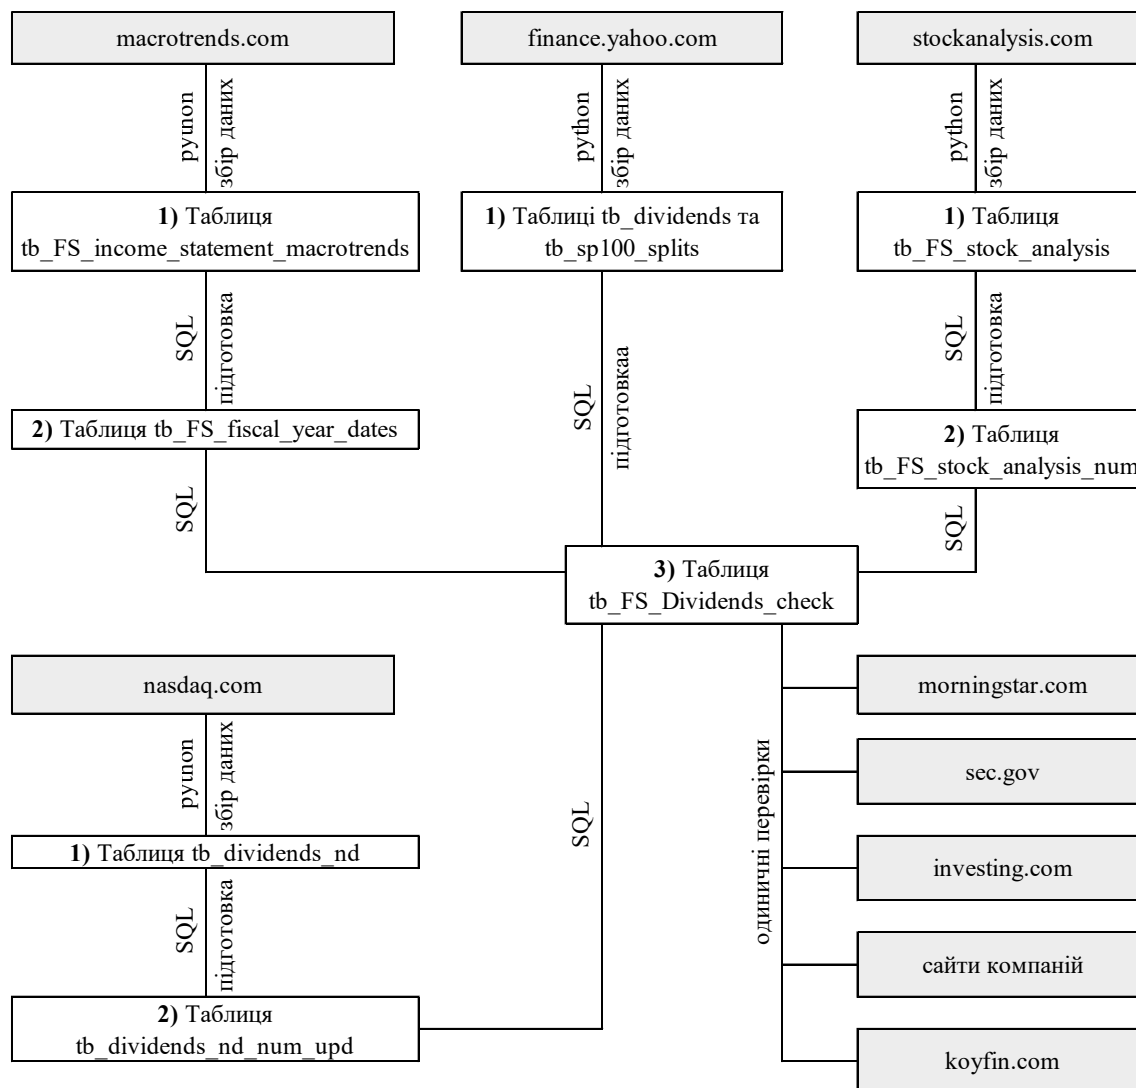 macrotrends.com
finance.yahoo.com
stockanalysis.com
pyuпоп
збір даних
python
збір даних
python
збір даних
1) Таблиця
tb_FS_income_statement_macrotrends
1) Таблиці tb_dividends та
tb_sp100_splits
1) Таблиця
tb_FS_stock_analysis
SQL
підготовка
SQL
підготовкаа
SQL
підготовка
2) Таблиця tb_FS_fiscal_year_dates
2) Таблиця
tb_FS_stock_analysis_num
SQL
SQL
3) Таблиця
tb_FS_Dividends_check
nasdaq.com
pyuпоп
збір даних
1) Таблиця tb_dividends_nd
SQL
підготовка
2) Таблиця
tb_dividends_nd_num_upd
SQL
одиничні перевірки
morningstar.com
sec.gov
investing.com
сайти компаній
koyfin.com